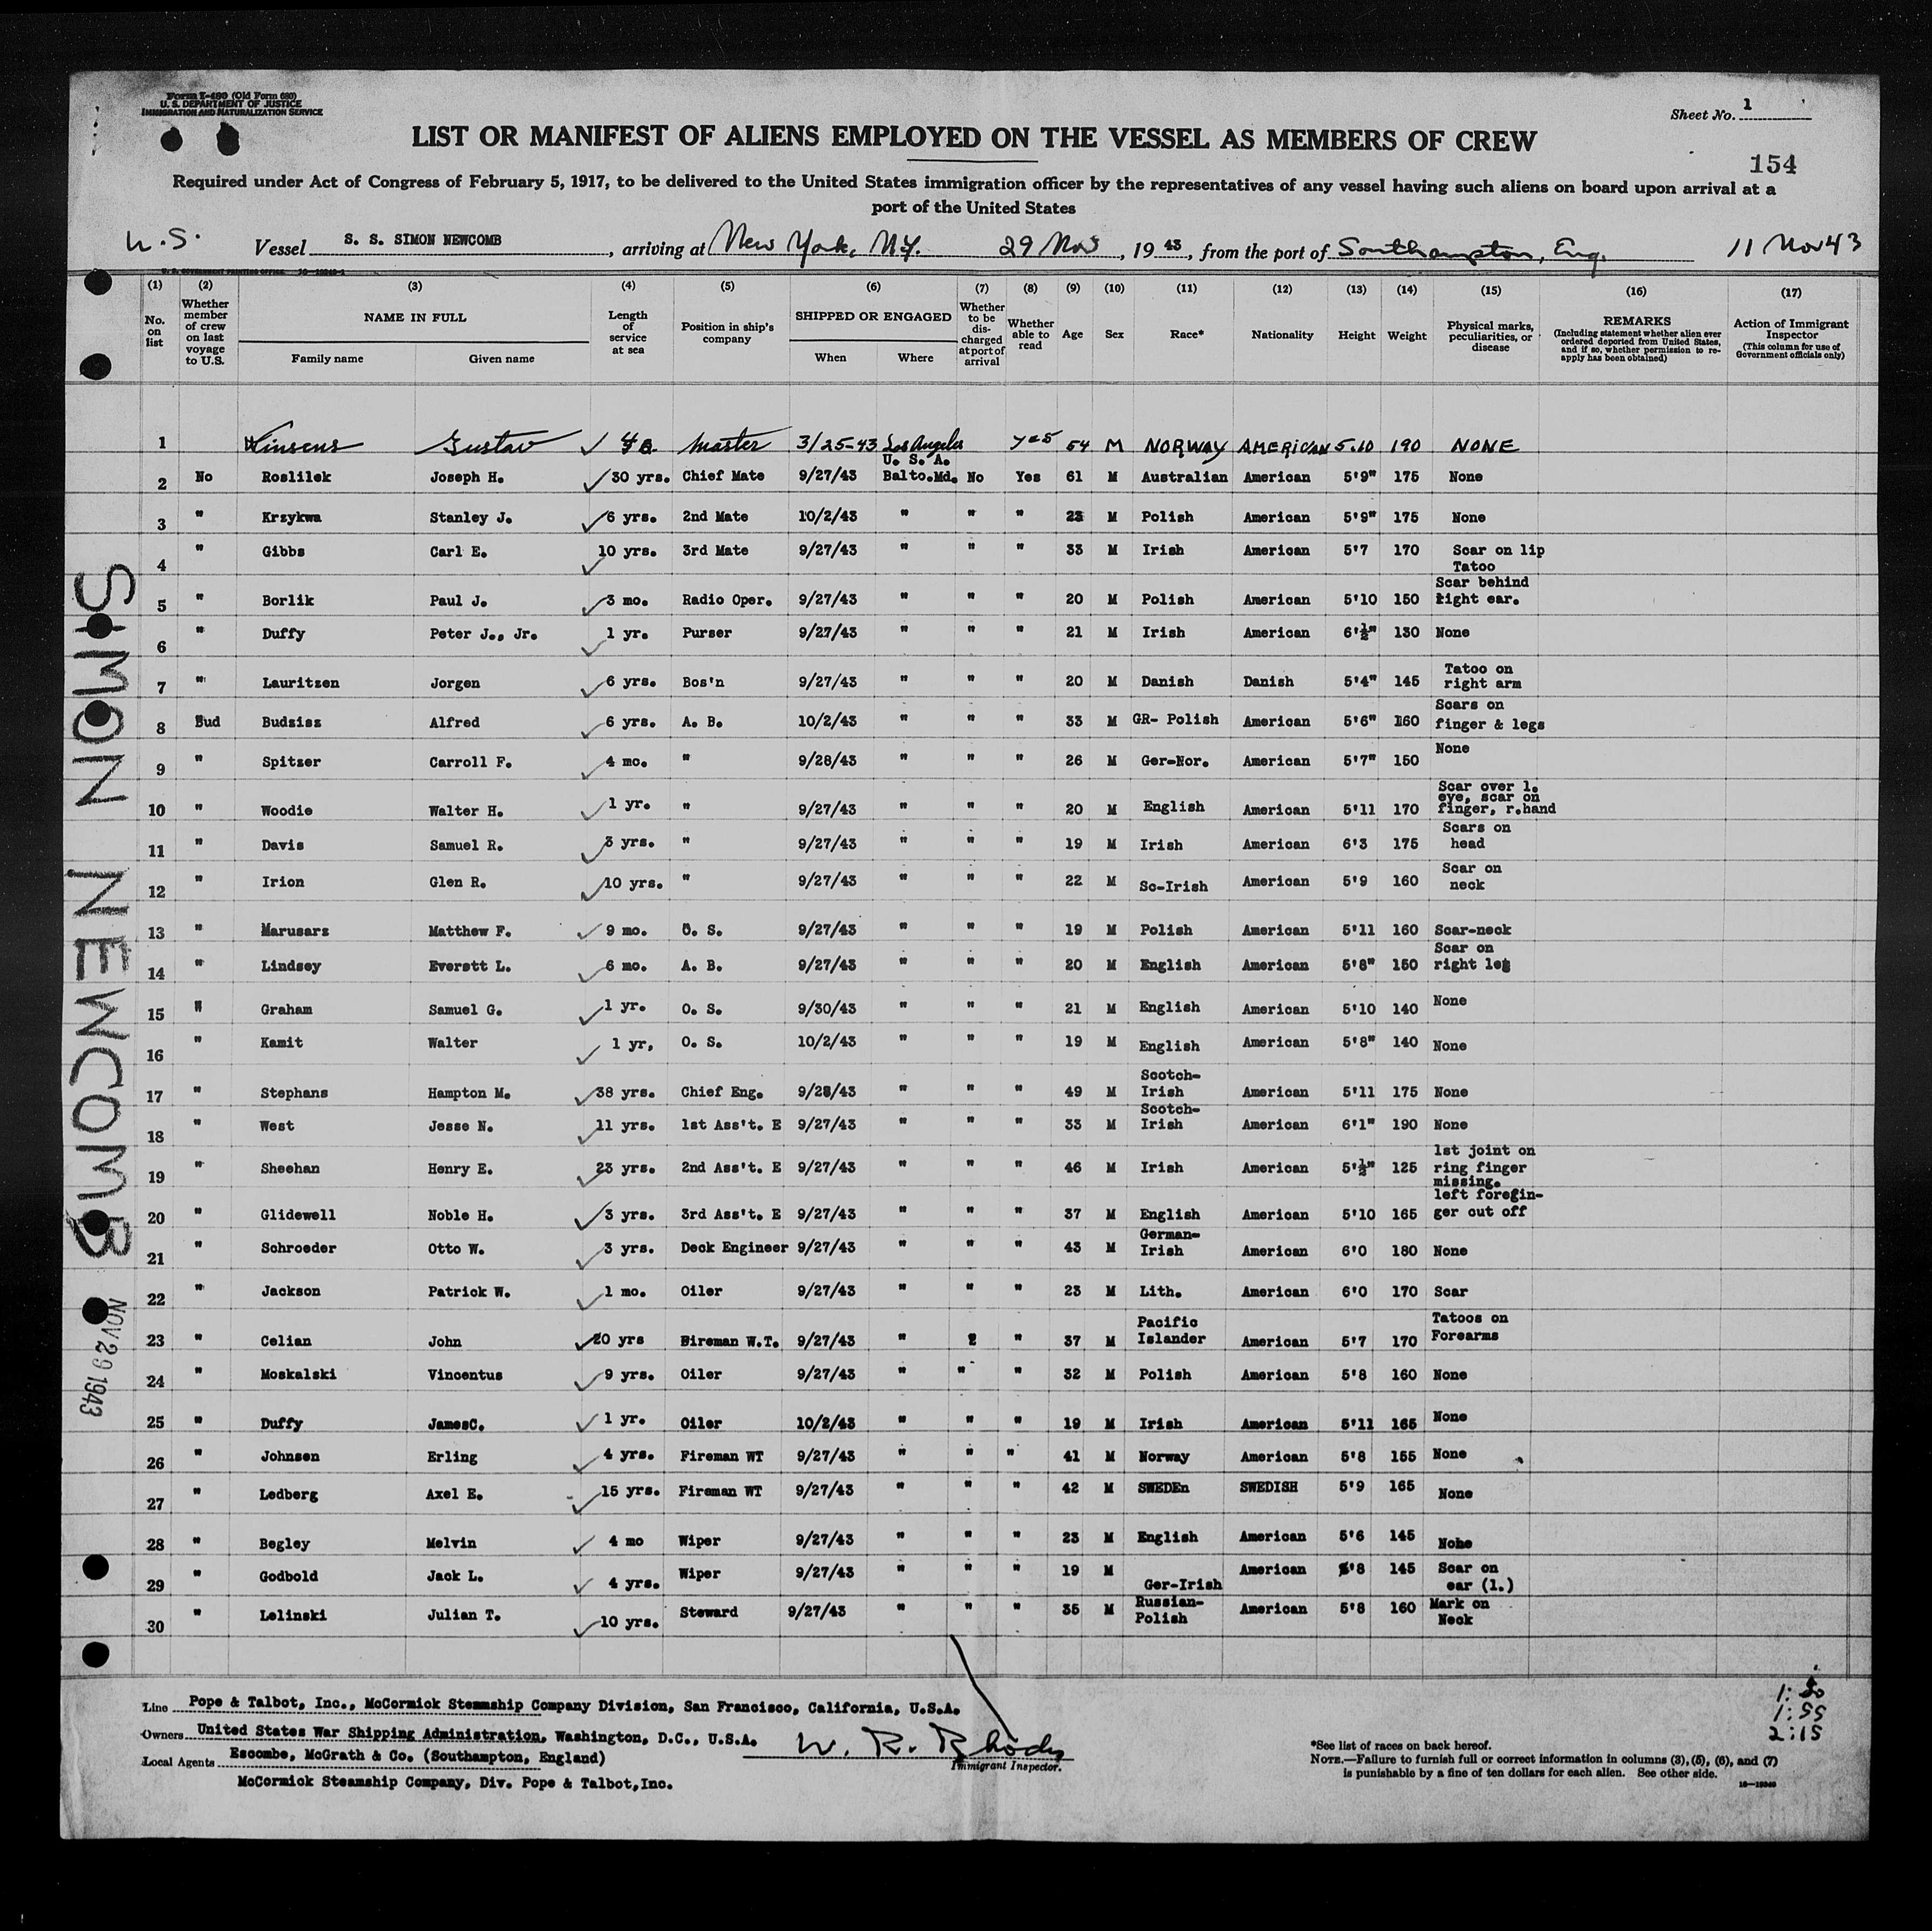 Form I-480 (Old Form 680)
U. S. DEPARTMENT OF JUSTICE
IMMIGRATION AND NATURALIZATION SERVICE
Sheet No. 1
LIST OR MANIFEST OF ALIENS EMPLOYED ON THE VESSEL AS MEMBERS OF CREW
154
Required under Act of Congress of February 5, 1917, to be delivered to the United States immigration officer by the representatives of any vessel having such aliens on board upon arrival at a
port of the United States
U.S. Vessel S. S. SIMON NEWCOMB, arriving at New York, N.Y. 29 Nov, 19 43, from the port of Southampton, Eng. 11 Nov 43
(1) No. on list (2) Whether member of crew on last voyage to U.S. (3) NAME IN FULL Family name Given name (4) Length of service at sea (5) Position in ship's company (6) SHIPPED OR ENGAGED When Where (7) Whether to be discharged at port of arrival (8) Whether able to read (9) Age (10) Sex (11) Race* (12) Nationality (13) Height (14) Weight (15) Physical marks, peculiarities, or disease (16) REMARKS (Including statement whether alien ever ordered deported from United States, and if so, whether permission to re-apply has been obtained) (17) Action of Immigrant Inspector (This column for use of Government officials only)
1 Gustav Master 3/25-43 Los Angeles yes 54 M NORWAY AMERICAN 5.10 190 NONE
2 No Roslilek Joseph H. 30 yrs. Chief Mate 9/27/43 U. S. A. Balto.Md. No Yes 61 M Australian American 5'9" 175 None
3 " Krzykwa Stanley J. 6 yrs. 2nd Mate 10/2/43 " " " 23 M Polish American 5'9" 175 None
4 " Gibbs Carl E. 10 yrs. 3rd Mate 9/27/43 " " " 33 M Irish American 5'7 170 Scar on lip Tatoo
5 " Borlik Paul J. 3 mo. Radio Oper. 9/27/43 " " " 20 M Polish American 5'10 150 Scar behind right ear.
6 " Duffy Peter J., Jr. 1 yr. Purser 9/27/43 " " " 21 M Irish American 6'½" 130 None
7 " Lauritzen Jorgen 6 yrs. Bos'n 9/27/43 " " " 20 M Danish Danish 5'4" 145 Tatoo on right arm
8 Bud Budzisz Alfred 6 yrs. A. B. 10/2/43 " " " 33 M GR- Polish American 5'6" 160 Scars on finger & legs
9 " Spitzer Carroll F. 4 mo. " 9/28/43 " " " 26 M Ger-Nor. American 5'7" 150 None
10 " Woodie Walter H. 1 yr. " 9/27/43 " " " 20 M English American 5'11 170 Scar over l. eye, scar on finger, r.hand
11 " Davis Samuel R. 3 yrs. " 9/27/43 " " " 19 M Irish American 6'3 175 Scars on head
12 " Irion Glen R. 10 yrs. " 9/27/43 " " " 22 M Sc-Irish American 5'9 160 Scar on neck
13 " Marusarz Matthew F. 9 mo. O. S. 9/27/43 " " " 19 M Polish American 5'11 160 Scar-neck
14 " Lindsey Everett L. 6 mo. A. B. 9/27/43 " " " 20 M English American 5'8" 150 Scar on right leg
15 " Graham Samuel G. 1 yr. O. S. 9/30/43 " " " 21 M English American 5'10 140 None
16 " Kamit Walter 1 yr, O. S. 10/2/43 " " " 19 M English American 5'8" 140 None
17 " Stephans Hampton M. 38 yrs. Chief Eng. 9/28/43 " " " 49 M Scotch-Irish American 5'11 175 None
18 " West Jesse N. 11 yrs. 1st Ass't. E 9/27/43 " " " 33 M Scotch-Irish American 6'1" 190 None
19 " Sheehan Henry E. 23 yrs. 2nd Ass't. E 9/27/43 " " " 46 M Irish American 5'½" 125 1st joint on ring finger missing.
20 " Glidewell Noble H. 3 yrs. 3rd Ass't. E 9/27/43 " " " 37 M English American 5'10 165 left forefin-ger cut off
21 " Schroeder Otto W. 3 yrs. Deck Engineer 9/27/43 " " " 43 M German-Irish American 6'0 180 None
22 " Jackson Patrick W. 1 mo. Oiler 9/27/43 " " " 23 M Lith. American 6'0 170 Scar
23 " Celian John 20 yrs Fireman W.T. 9/27/43 " 2 " 37 M Pacific Islander American 5'7 170 Tatoos on Forearms
24 " Moskalski Vincentus 9 yrs. Oiler 9/27/43 " " " 32 M Polish American 5'8 160 None
25 " Duffy JamesC. 1 yr. Oiler 10/2/43 " " " 19 M Irish American 5'11 165 None
26 " Johnsen Erling 4 yrs. Fireman WT 9/27/43 " " " 41 M Norway American 5'8 155 None
27 " Ledberg Axel E. 15 yrs. Fireman WT 9/27/43 " " " 42 M SWEDEn SWEDISH 5'9 165 None
28 " Begley Melvin 4 mo Wiper 9/27/43 " " " 23 M English American 5'6 145 None
29 " Godbold Jack L. 4 yrs. Wiper 9/27/43 " " " 19 M Ger-Irish American 5'8 145 Scar on ear (l.)
30 " Lelinski Julian T. 10 yrs. Steward 9/27/43 " " " 35 M Russian-Polish American 5'8 160 Mark on Neck
SIMON NEWCOMB
NOV 29 1943
Line Pope & Talbot, Inc., McCormick Steamship Company Division, San Francisco, California, U.S.A.
Owners United States War Shipping Administration, Washington, D.C., U.S.A.
Local Agents Escombe, McGrath & Co. (Southampton, England)
McCormick Steamship Company, Div. Pope & Talbot,Inc.
W. R. Rhodes
Immigrant Inspector.
1:55
2:15
*See list of races on back hereof.
NOTE.—Failure to furnish full or correct information in columns (3), (5), (6), and (7)
is punishable by a fine of ten dollars for each alien. See other side.